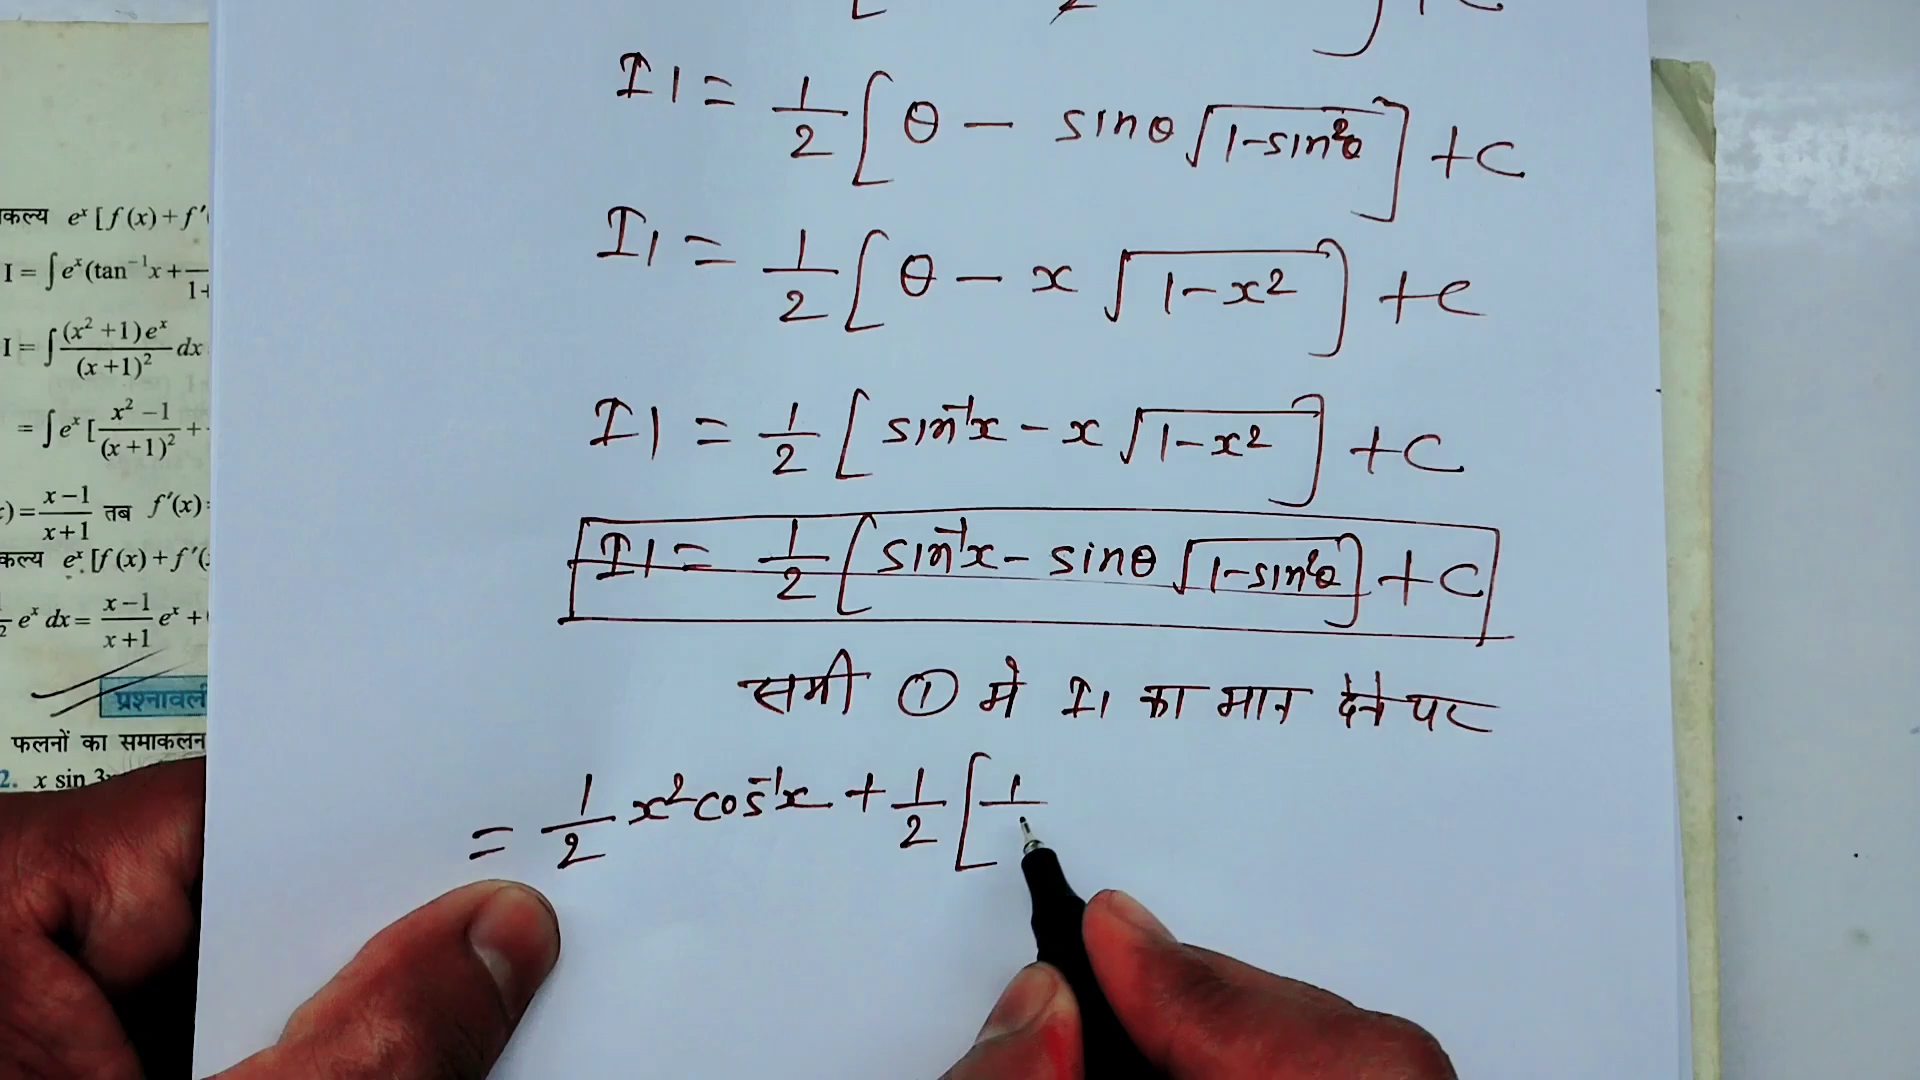 I1 = 1/2 [θ - sinθ √(1-sin²θ)] + C
I1 = 1/2 [θ - x √(1-x²)] + C
I1 = 1/2 [sin⁻¹x - x √(1-x²)] + C
I1 = 1/2 [sin⁻¹x - sinθ √(1-sin²θ)] + C
समी ① मे I1 का मान देने पर
= 1/2 x² cos⁻¹x + 1/2 [1/
कल्य eˣ [f(x)+f'(
I = ∫eˣ(tan⁻¹x+
I = ∫(x²+1)eˣ/(x+1)² dx
= ∫eˣ [x²-1/(x+1)² +
)= x-1/x+1 तब f'(x)=
कल्य eˣ [f(x)+f'(
eˣ dx = x-1/x+1 eˣ +
प्रश्नावली
फलनों का समाकलन
2. x sin 3x